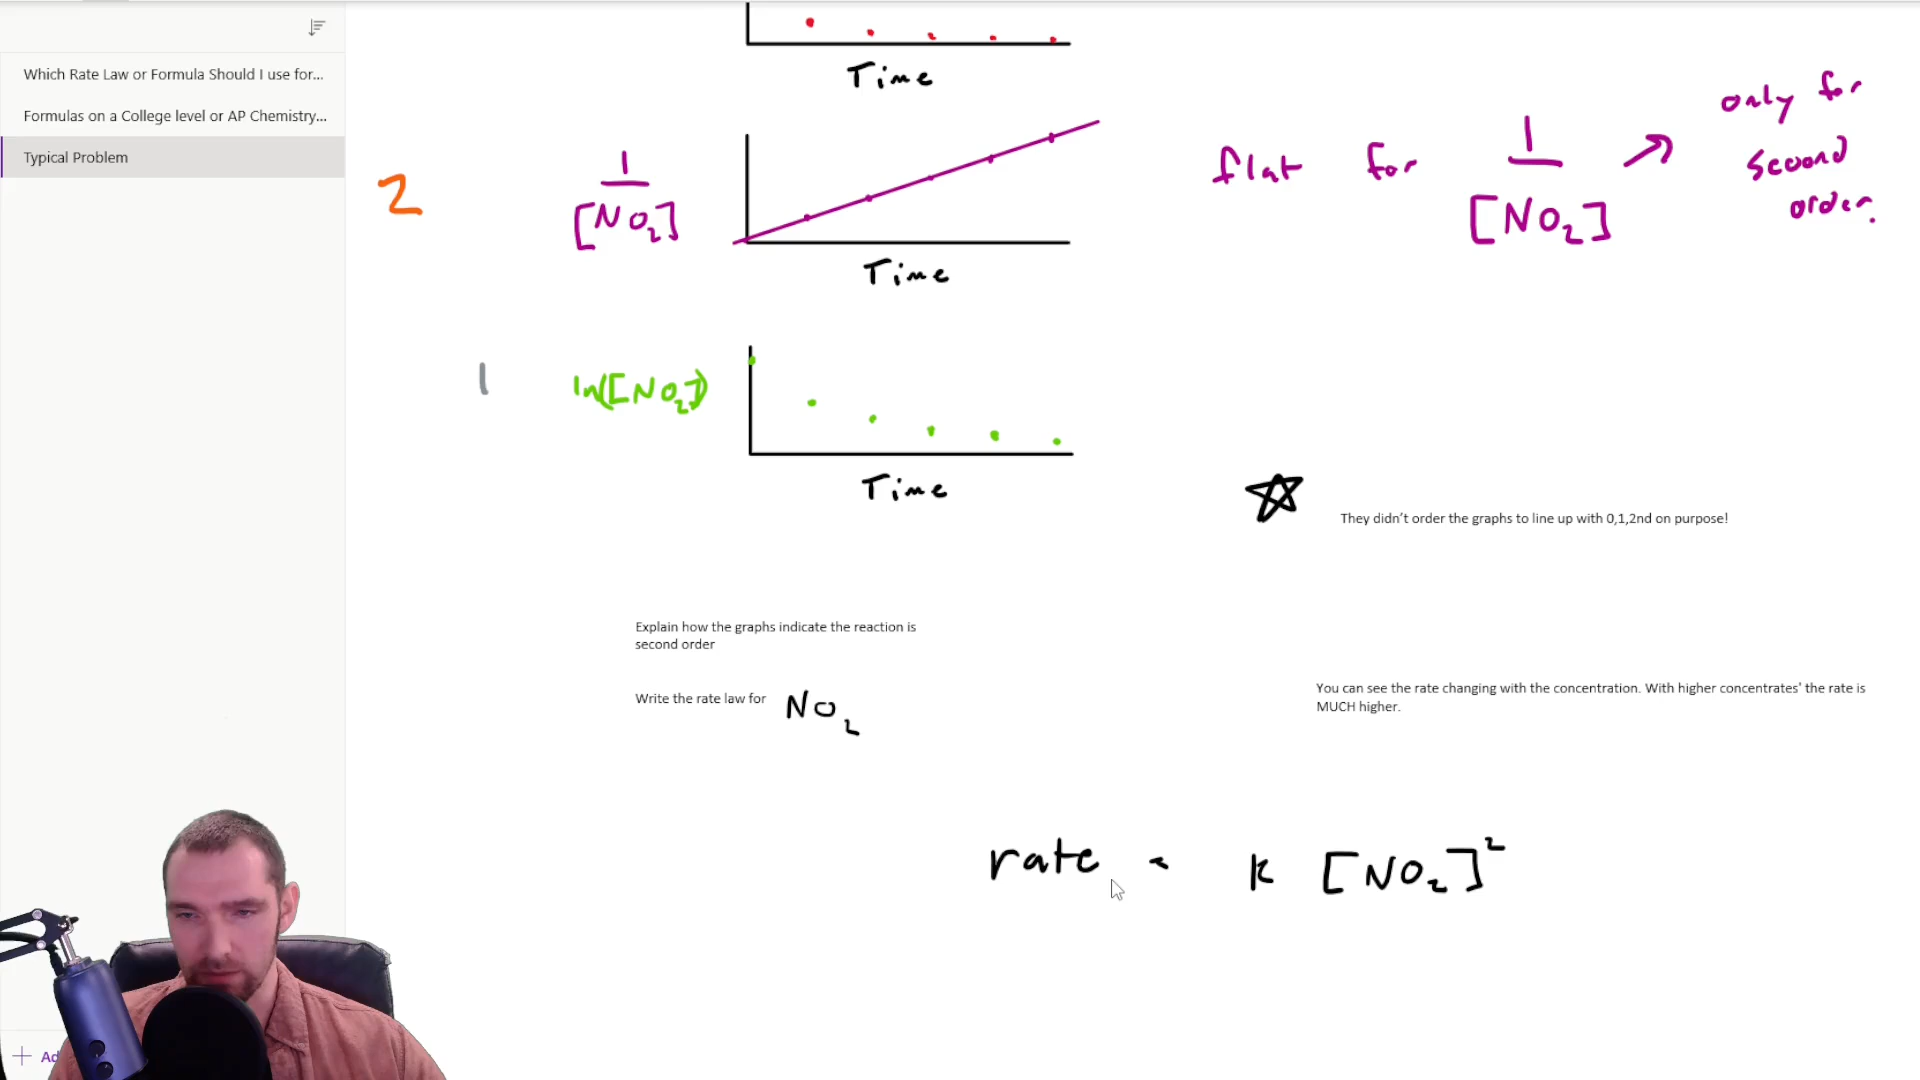 Which Rate Law or Formula Should I use for...
Formulas on a College level or AP Chemistry...
Typical Problem
Time
2
1
[NO2]
Time
flat for 1
[NO2]
only for
second
order.
1
ln([NO2])
Time
They didn't order the graphs to line up with 0,1,2nd on purpose!
Explain how the graphs indicate the reaction is
second order
Write the rate law for NO2
You can see the rate changing with the concentration. With higher concentrates' the rate is
MUCH higher.
rate = k [NO2]²
+ Ad